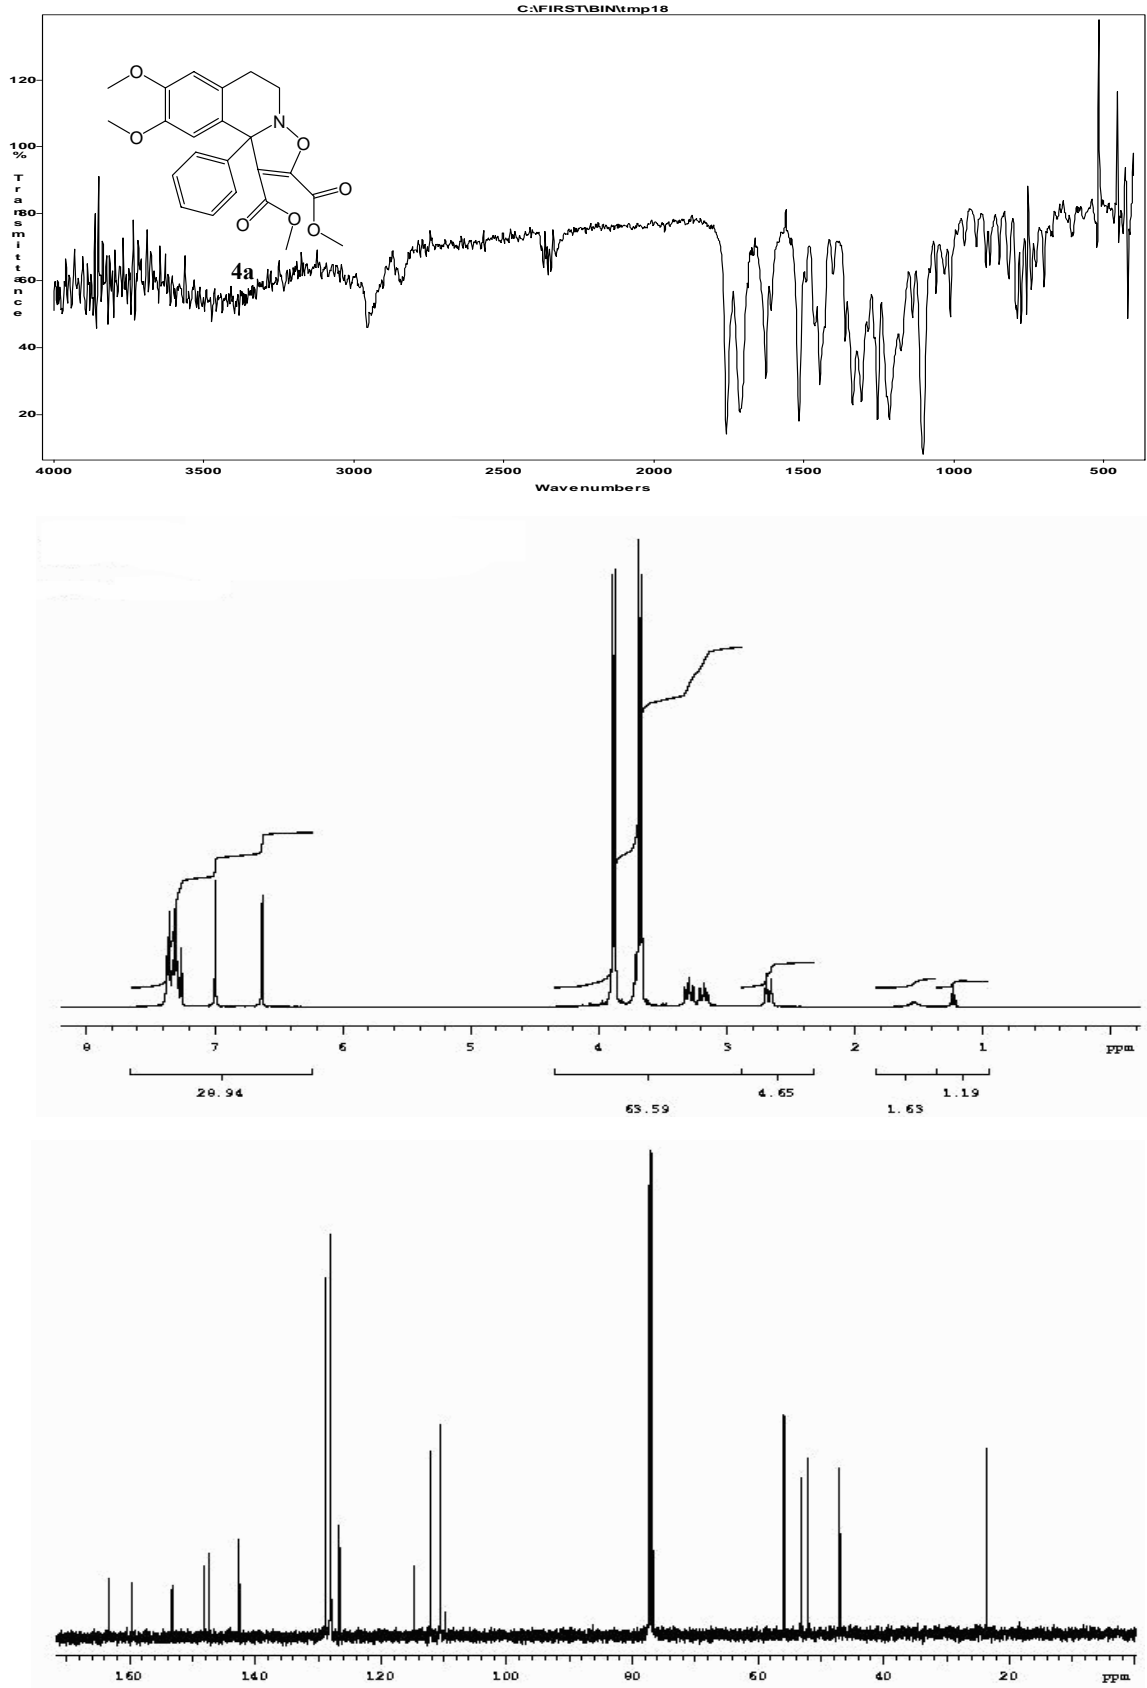 C:\FIRST\BIN\tmp18
120
100
80
60
40
20
% Transmittance
O
O
N
O
O
O
O
O
4a
4000 3500 3000 2500 2000 1500 1000 500
Wavenumbers
8 7 6 5 4 3 2 1 ppm
28.94 63.59 4.65 1.63 1.19
160 140 120 100 80 60 40 20 ppm